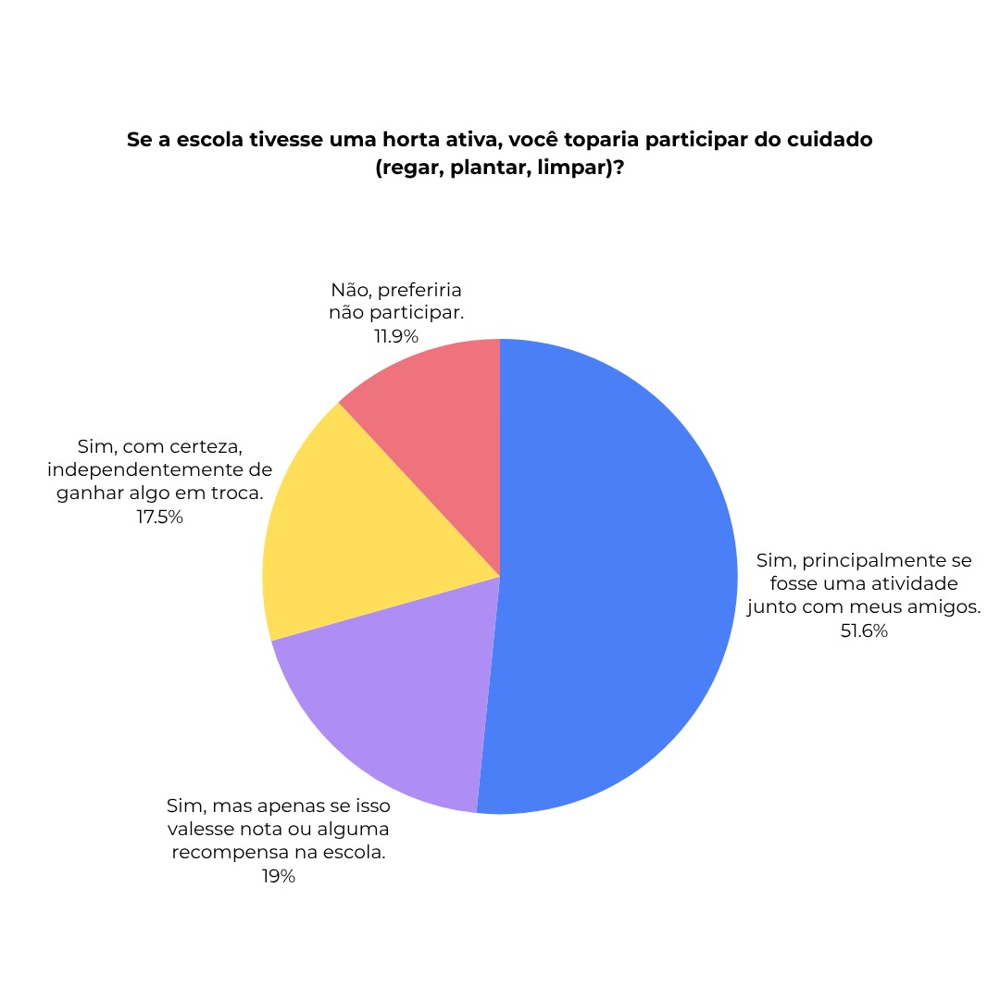 Se a escola tivesse uma horta ativa, você toparia participar do cuidado
(regar, plantar, limpar)?
Não, preferiria
não participar.
11.9%
Sim, com certeza,
independentemente de
ganhar algo em troca.
17.5%
Sim, principalmente se
fosse uma atividade
junto com meus amigos.
51.6%
Sim, mas apenas se isso
valesse nota ou alguma
recompensa na escola.
19%